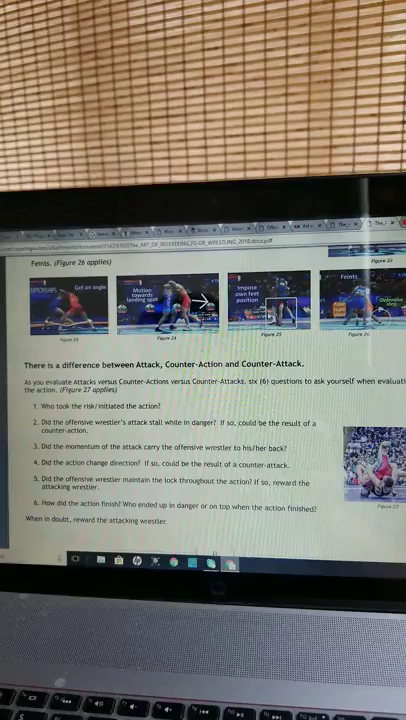 The_ART_OF_REFEREEING_FS-GR_WRESTLING_2018.docx.pdf
Feints. (Figure 26 applies)
Figure 22
Get an angle
Motion towards landing spot
Impose own feet position
Feints
Defensive step
Figure 23
Figure 24
Figure 25
Figure 26
There is a difference between Attack, Counter-Action and Counter-Attack.
As you evaluate Attacks versus Counter-Actions versus Counter-Attacks, six (6) questions to ask yourself when evaluati
the action. (Figure 27 applies)
1. Who took the risk/initiated the action?
2. Did the offensive wrestler's attack stall while in danger? If so, could be the result of a
counter-action.
3. Did the momentum of the attack carry the offensive wrestler to his/her back?
4. Did the action change direction? If so, could be the result of a counter-attack.
5. Did the offensive wrestler maintain the lock throughout the action? If so, reward the
attacking wrestler.
6. How did the action finish? Who ended up in danger or on top when the action finished?
Figure 27
When in doubt, reward the attacking wrestler.